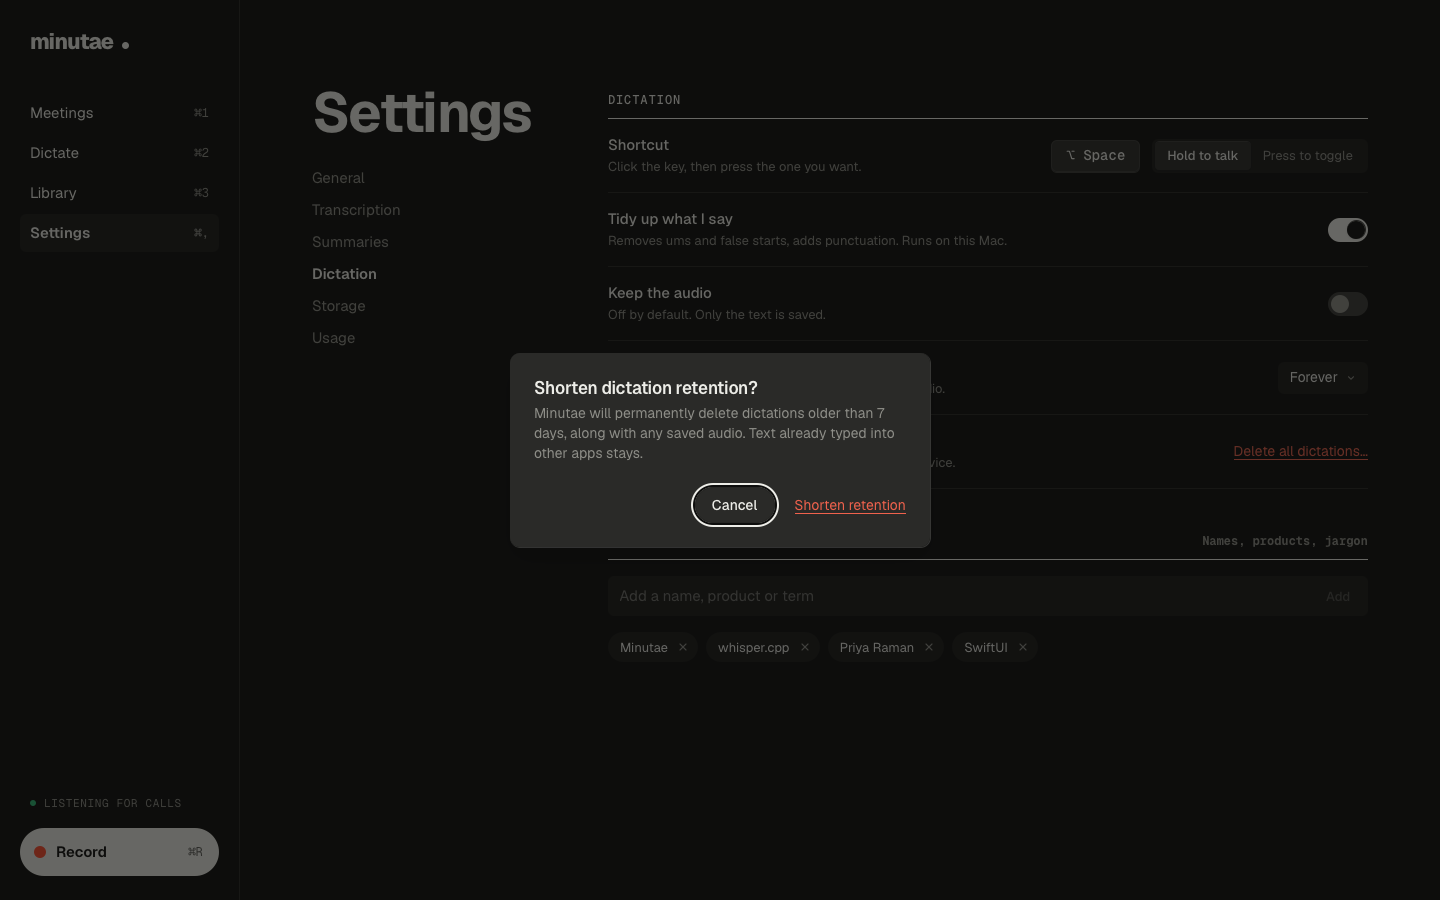 minutae
Meetings ⌘1
Dictate ⌘2
Library ⌘3
Settings ⌘,
LISTENING FOR CALLS
Record ⌘R
Settings
General
Transcription
Summaries
Dictation
Storage
Usage
DICTATION
Shortcut
Click the key, then press the one you want.
⌥ Space
Hold to talk
Press to toggle
Tidy up what I say
Removes ums and false starts, adds punctuation. Runs on this Mac.
Keep the audio
Off by default. Only the text is saved.
io.
Forever
vice.
Delete all dictations...
Shorten dictation retention?
Minutae will permanently delete dictations older than 7
days, along with any saved audio. Text already typed into
other apps stays.
Cancel
Shorten retention
Names, products, jargon
Add a name, product or term
Add
Minutae ×
whisper.cpp ×
Priya Raman ×
SwiftUI ×